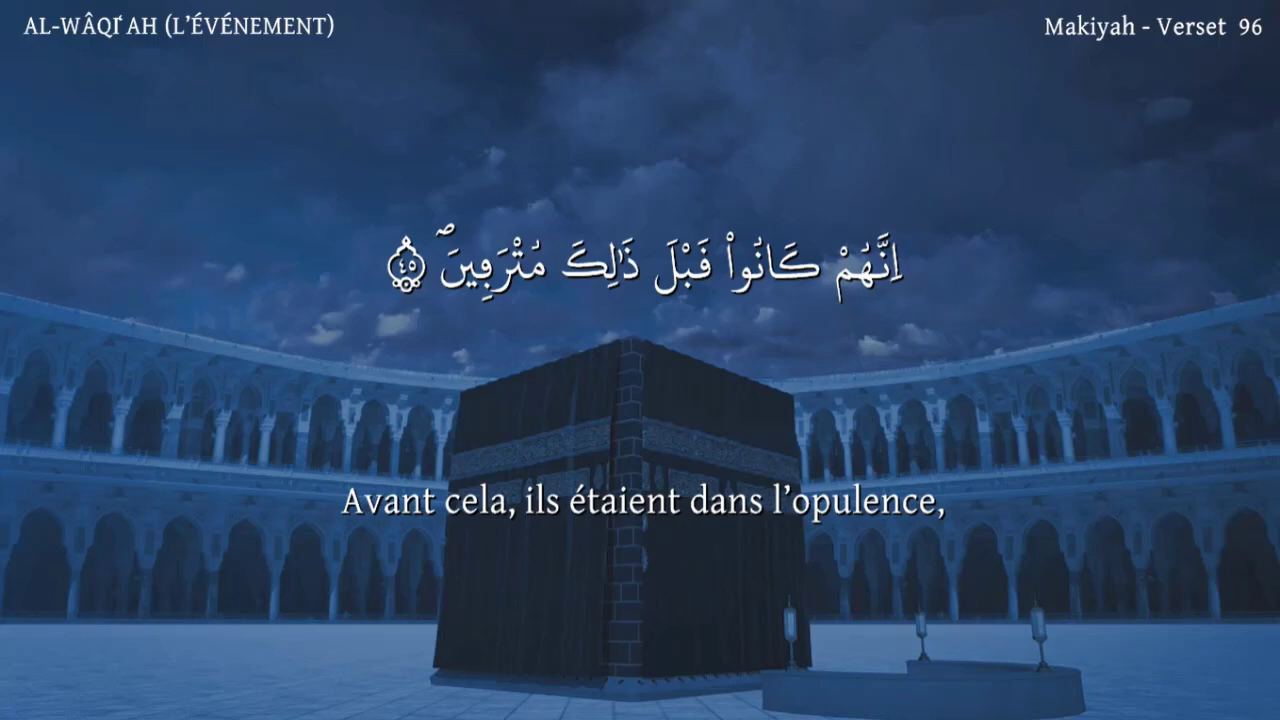 AL-WÂQI‘AH (L’ÉVÉNEMENT)
Makiyah - Verset 96
اِنَّهُمْ كَانُواْ قَبْلَ ذَٰلِكَ مُتْرَفِينَۖ ٤٥
Avant cela, ils étaient dans l’opulence,